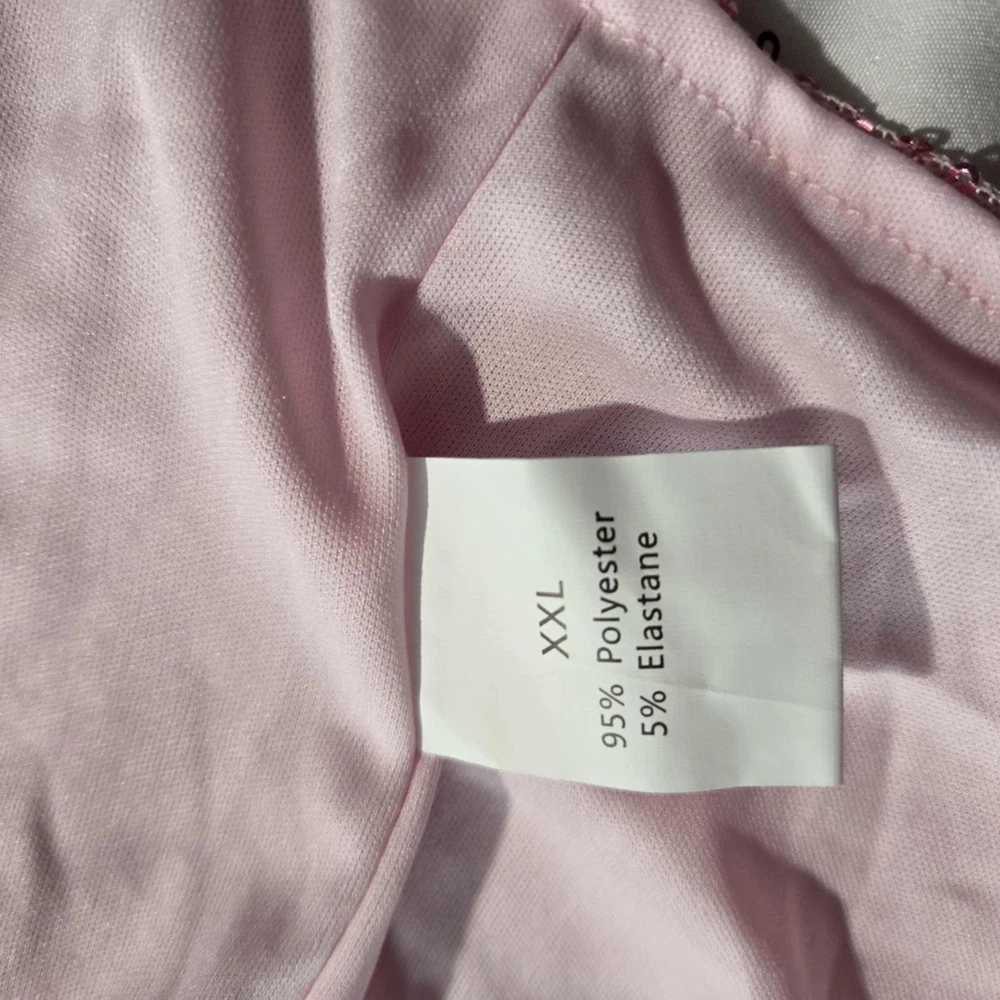 XXL
95% Polyester
5% Elastane